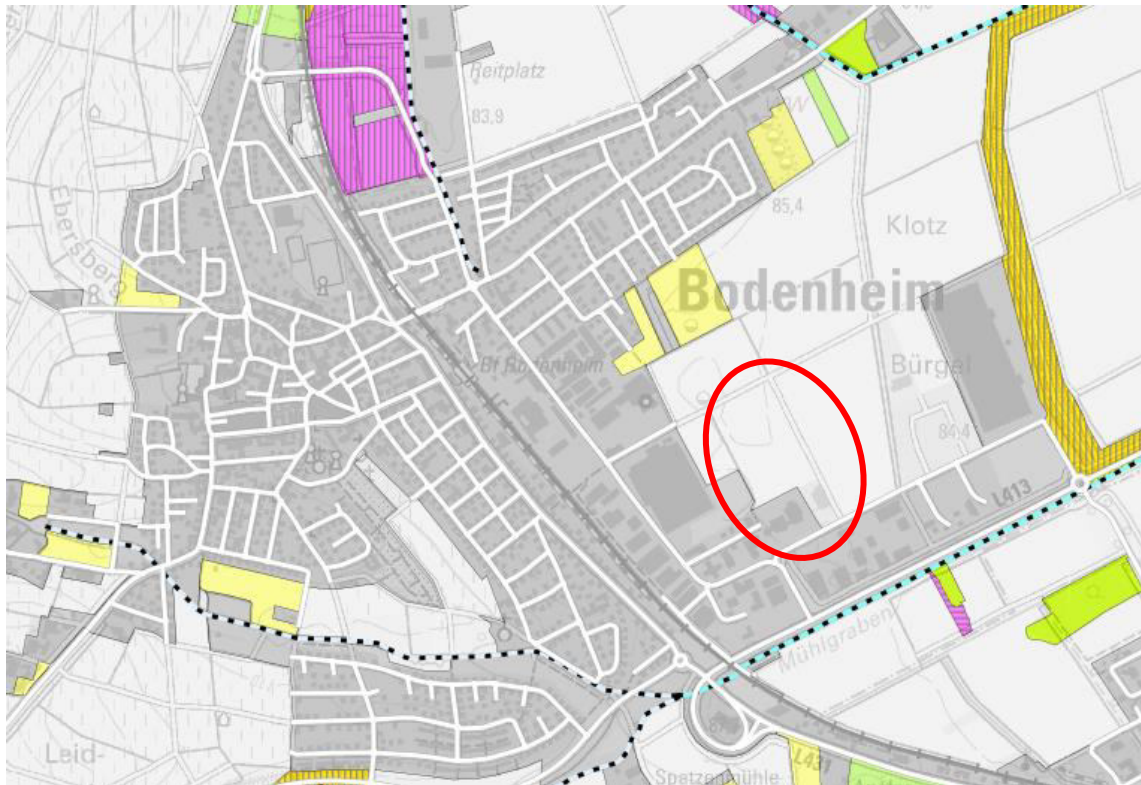 Reitplatz
83,9
85,4
Klotz
Ebersberg
Bodenheim
Bf Bodenheim
Bürgel
84,4
L413
Mühlgraben
Leid-
Spatzenmühle
L431